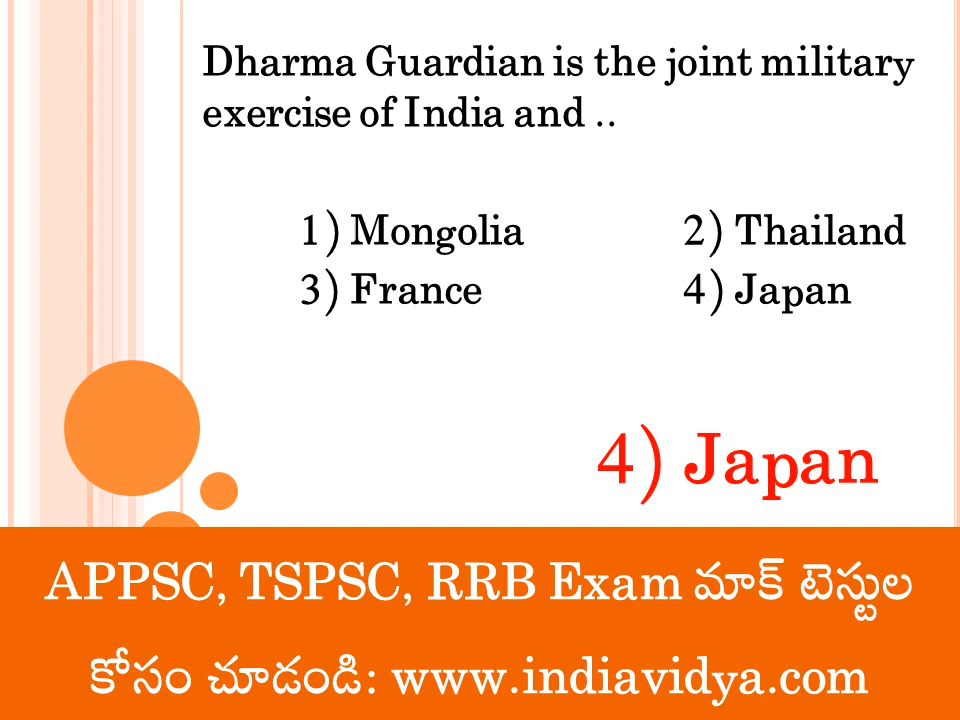 Dharma Guardian is the joint military
exercise of India and ..
1) Mongolia 2) Thailand
3) France 4) Japan
4) Japan
APPSC, TSPSC, RRB Exam మాక్ టెస్టుల
కోసం చూడండి: www.indiavidya.com